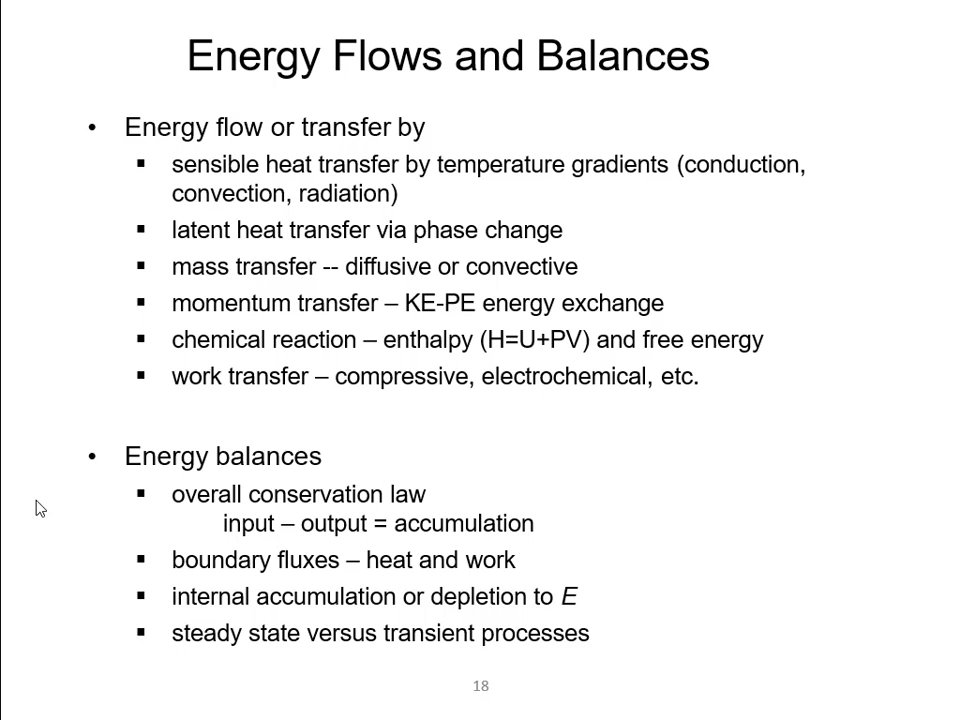 Energy Flows and Balances
• Energy flow or transfer by
▪ sensible heat transfer by temperature gradients (conduction,
convection, radiation)
▪ latent heat transfer via phase change
▪ mass transfer -- diffusive or convective
▪ momentum transfer – KE-PE energy exchange
▪ chemical reaction – enthalpy (H=U+PV) and free energy
▪ work transfer – compressive, electrochemical, etc.
• Energy balances
▪ overall conservation law
input – output = accumulation
▪ boundary fluxes – heat and work
▪ internal accumulation or depletion to E
▪ steady state versus transient processes
18